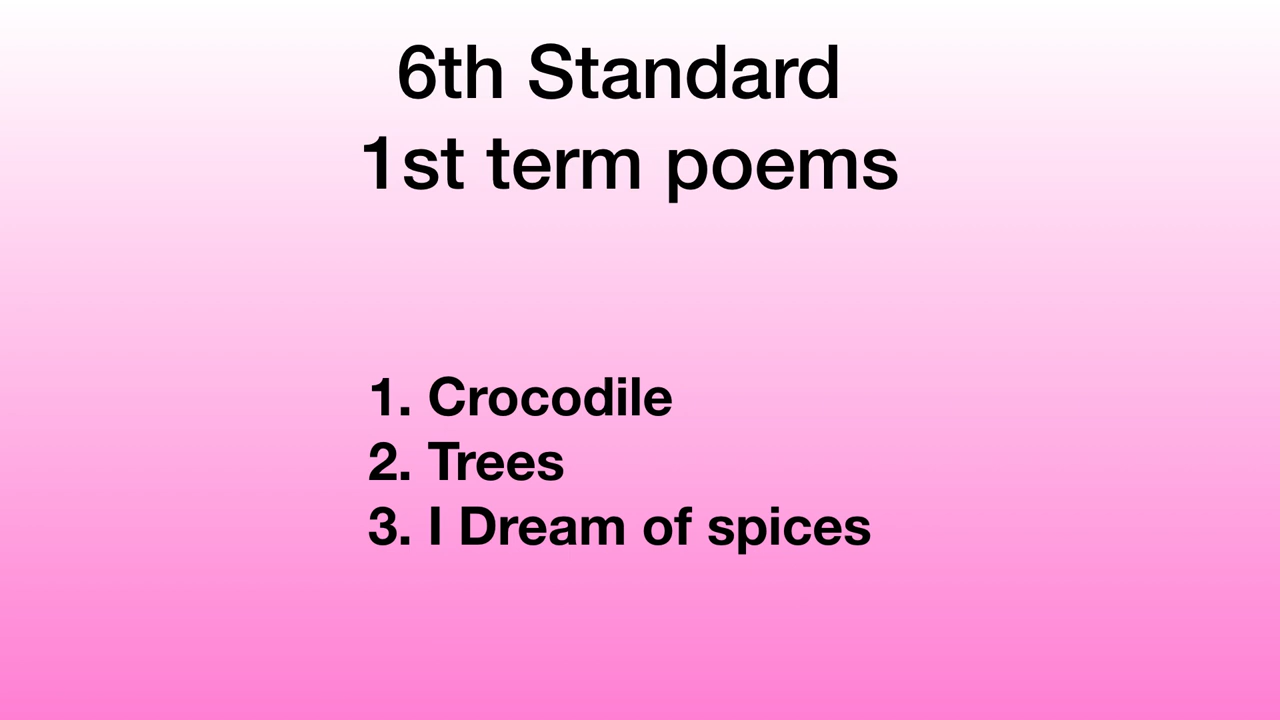 6th Standard
1st term poems
1. Crocodile
2. Trees
3. I Dream of spices